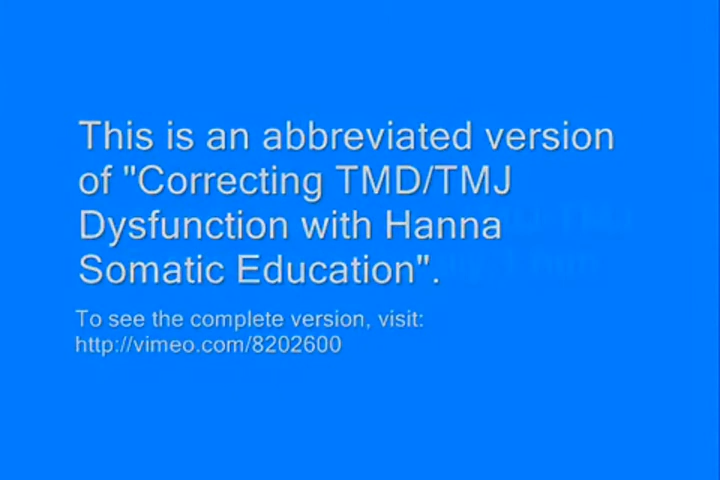 This is an abbreviated version
of "Correcting TMD/TMJ
Dysfunction with Hanna
Somatic Education".
To see the complete version, visit:
http://vimeo.com/8202600